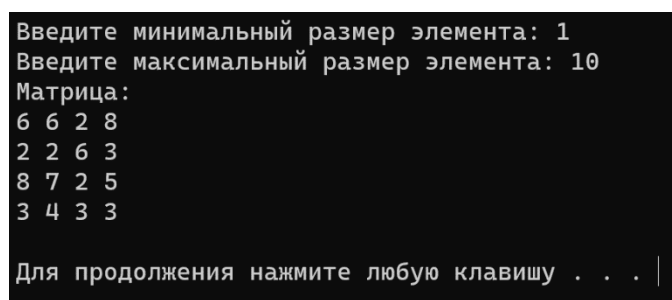 Введите минимальный размер элемента: 1
Введите максимальный размер элемента: 10
Матрица:
6 6 2 8
2 2 6 3
8 7 2 5
3 4 3 3
Для продолжения нажмите любую клавишу . . .